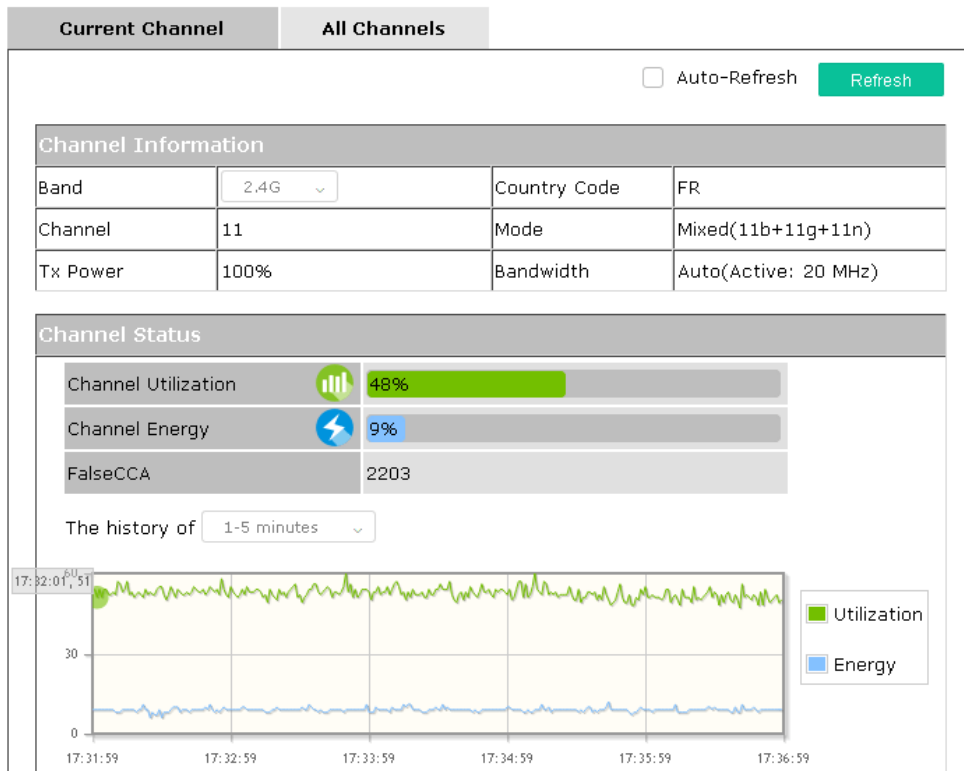 Current Channel
All Channels
Auto-Refresh
Refresh
Channel Information
Band 2.4G Country Code FR
Channel 11 Mode Mixed(11b+11g+11n)
Tx Power 100% Bandwidth Auto(Active: 20 MHz)
Channel Status
Channel Utilization 48%
Channel Energy 9%
FalseCCA 2203
The history of 1-5 minutes
60
17:32:01, 51
Utilization
30
Energy
0
17:31:59 17:32:59 17:33:59 17:34:59 17:35:59 17:36:59